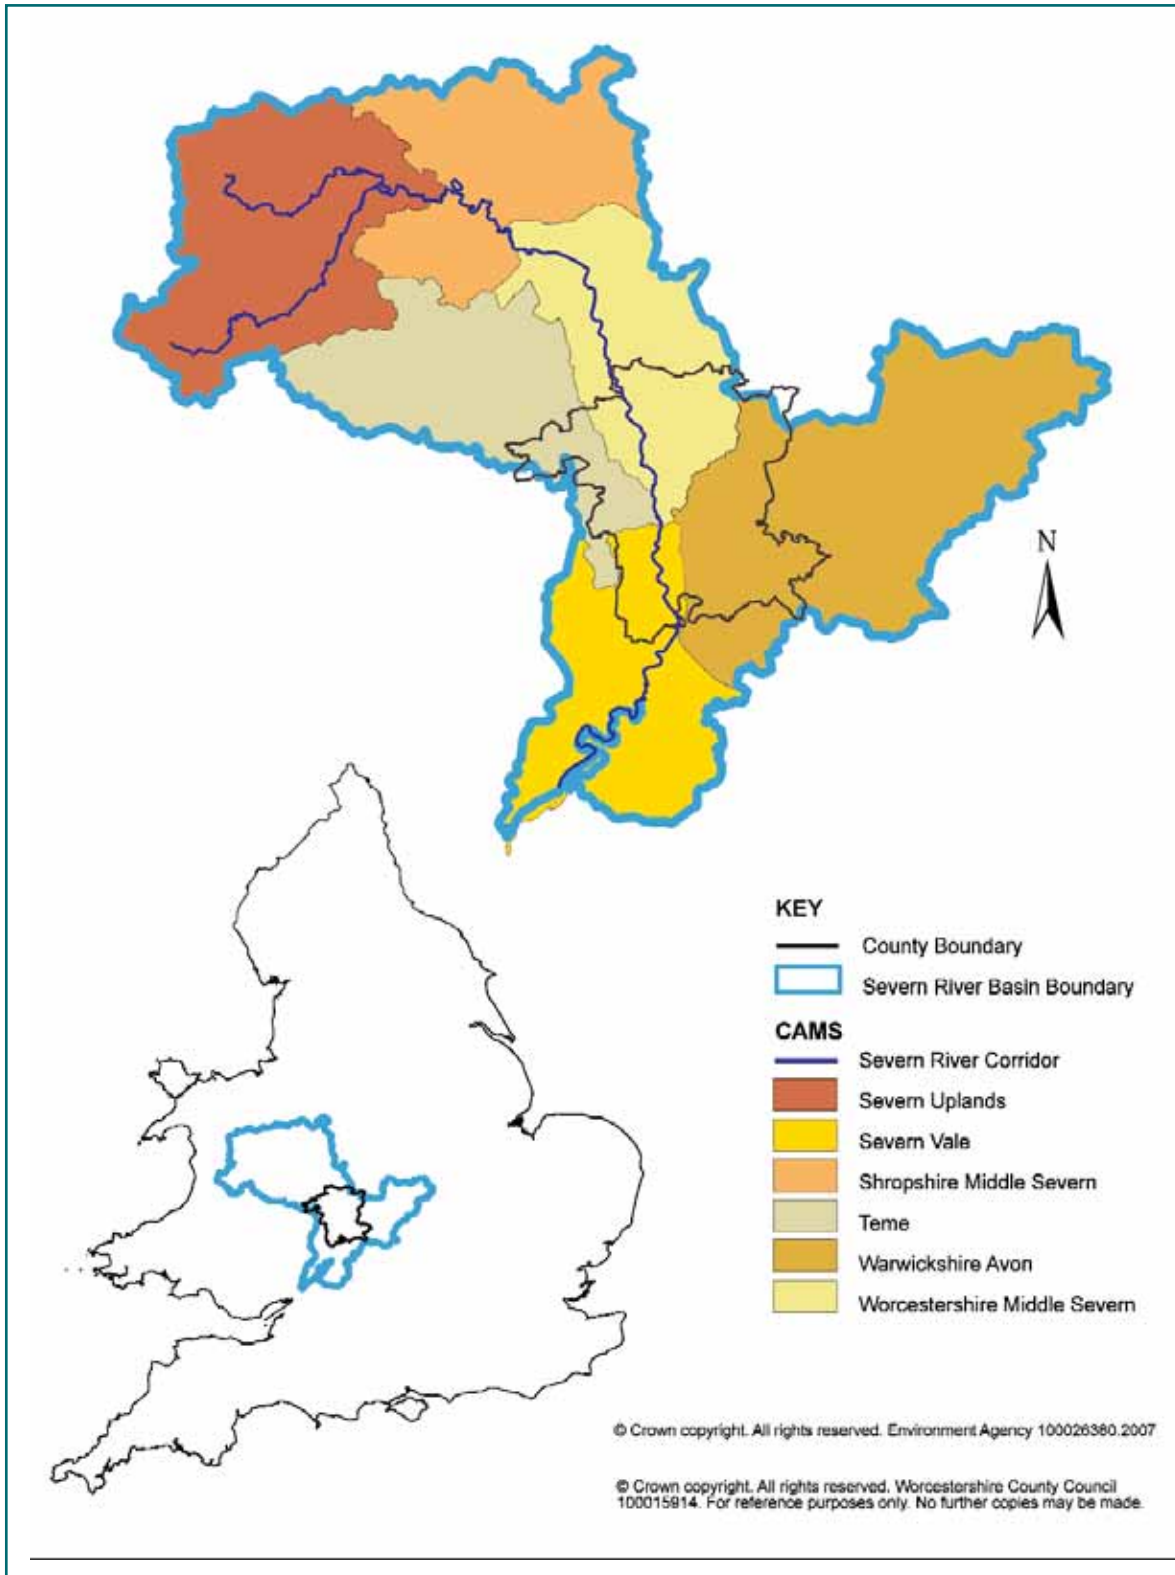 N
KEY
County Boundary
Severn River Basin Boundary
CAMS
Severn River Corridor
Severn Uplands
Severn Vale
Shropshire Middle Severn
Teme
Warwickshire Avon
Worcestershire Middle Severn
© Crown copyright. All rights reserved. Environment Agency 100026380.2007
© Crown copyright. All rights reserved. Worcestershire County Council
100015914. For reference purposes only. No further copies may be made.